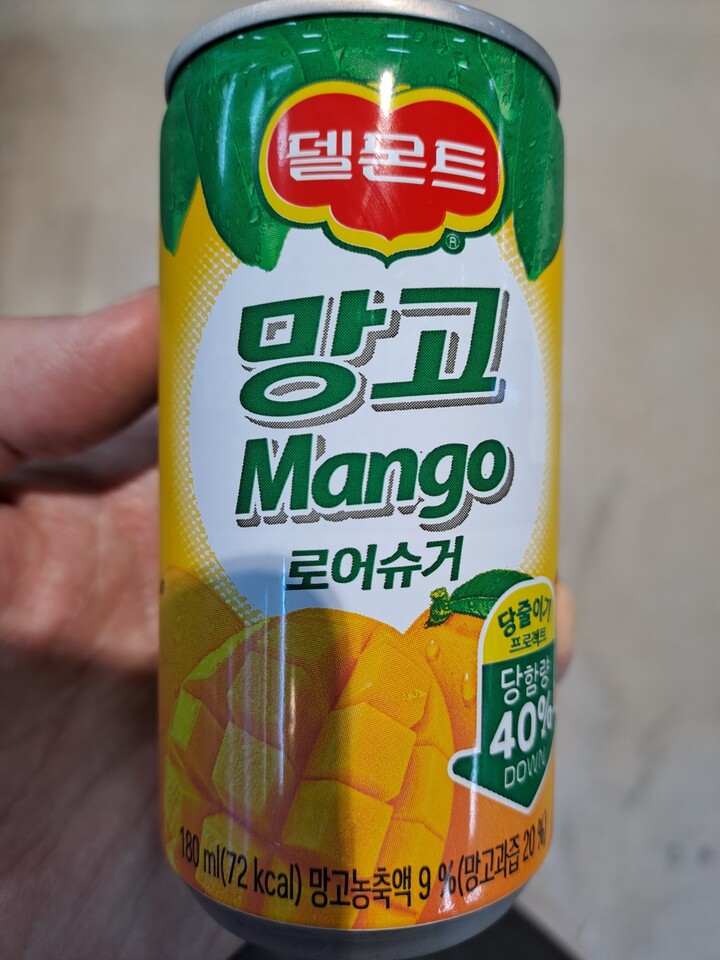 델몬트
®
망고
Mango
로어슈거
당줄이기
프로젝트
당함량
40%
DOWN
180 ml(72 kcal) 망고농축액 9 %(망고과즙 20 %)